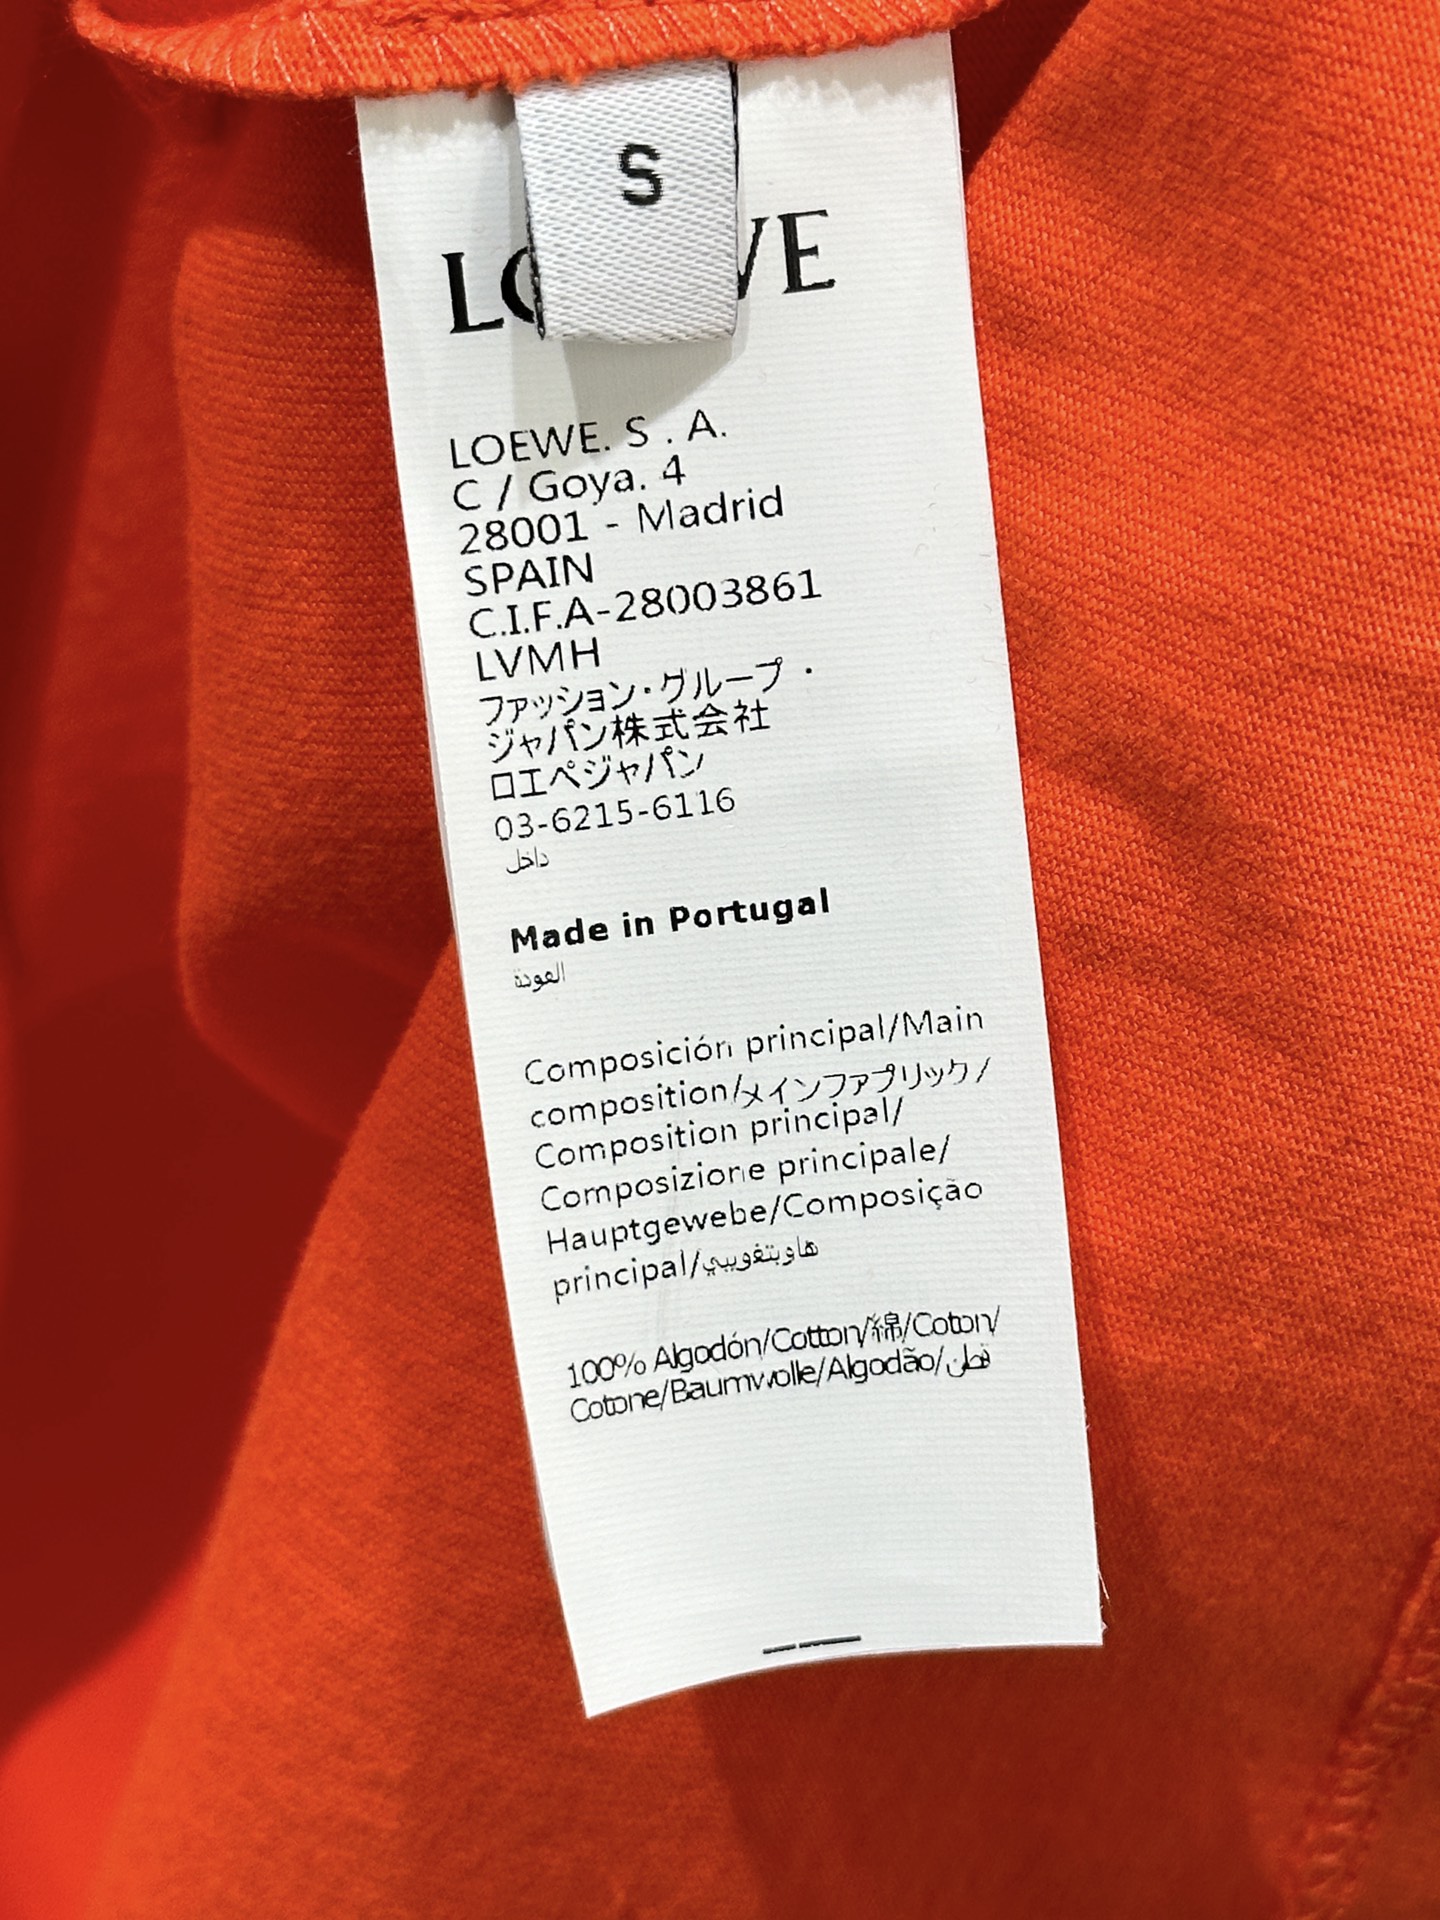 S
LOEWE
LOEWE. S . A.
C / Goya. 4
28001 - Madrid
SPAIN
C.I.F.A-28003861
LVMH
ファッション・グループ・
ジャパン株式会社
ロエペジャパン
03-6215-6116
داخل
Made in Portugal
العودة
Composición principal/Main
composition/メインファブリック/
Composition principal/
Composizione principale/
Hauptgewebe/Composição
principal/هاوبتغويبي
100% Algodón/Cotton/綿/Coton/
Cotone/Baumwolle/Algodão/قطن